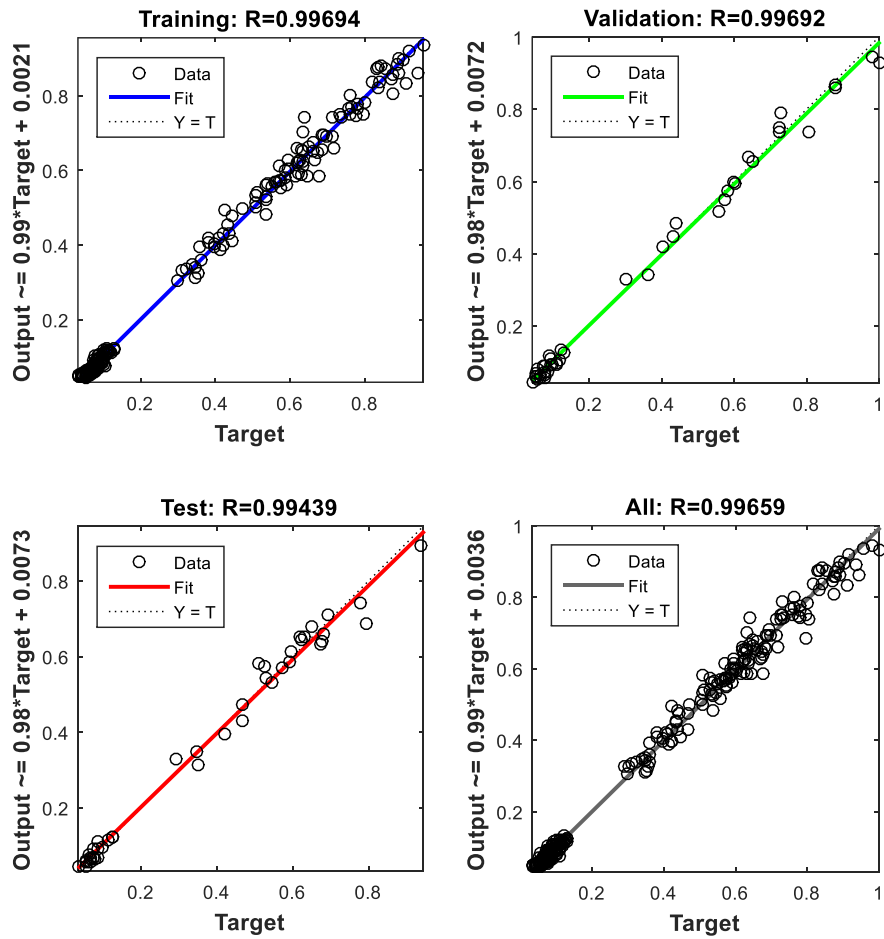 Training: R=0.99694
Output ~= 0.99*Target + 0.0021
0.8
0.6
0.4
0.2
Data
Fit
Y = T
0.2
0.4
0.6
0.8
Target
Validation: R=0.99692
Output ~= 0.98*Target + 0.0072
1
0.8
0.6
0.4
0.2
Data
Fit
Y = T
0.2
0.4
0.6
0.8
1
Target
Test: R=0.99439
Output ~= 0.98*Target + 0.0073
0.8
0.6
0.4
0.2
Data
Fit
Y = T
0.2
0.4
0.6
0.8
Target
All: R=0.99659
Output ~= 0.99*Target + 0.0036
1
0.8
0.6
0.4
0.2
Data
Fit
Y = T
0.2
0.4
0.6
0.8
1
Target